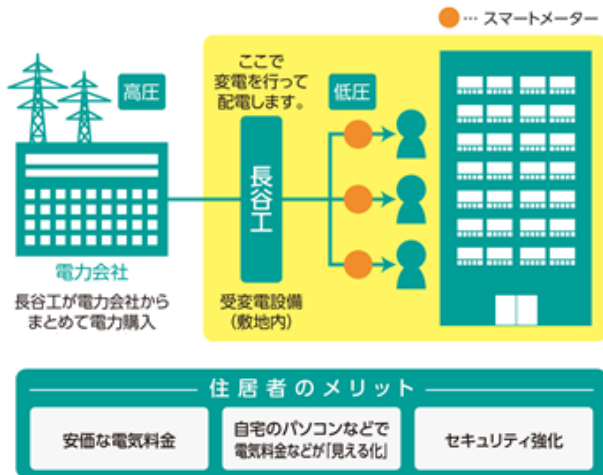 … スマートメーター
高圧
ここで
変電を行って
配電します。
低圧
長谷工
電力会社
長谷工が電力会社から
まとめて電力購入
受変電設備
（敷地内）
住居者のメリット
安価な電気料金
自宅のパソコンなどで
電気料金などが「見える化」
セキュリティ強化